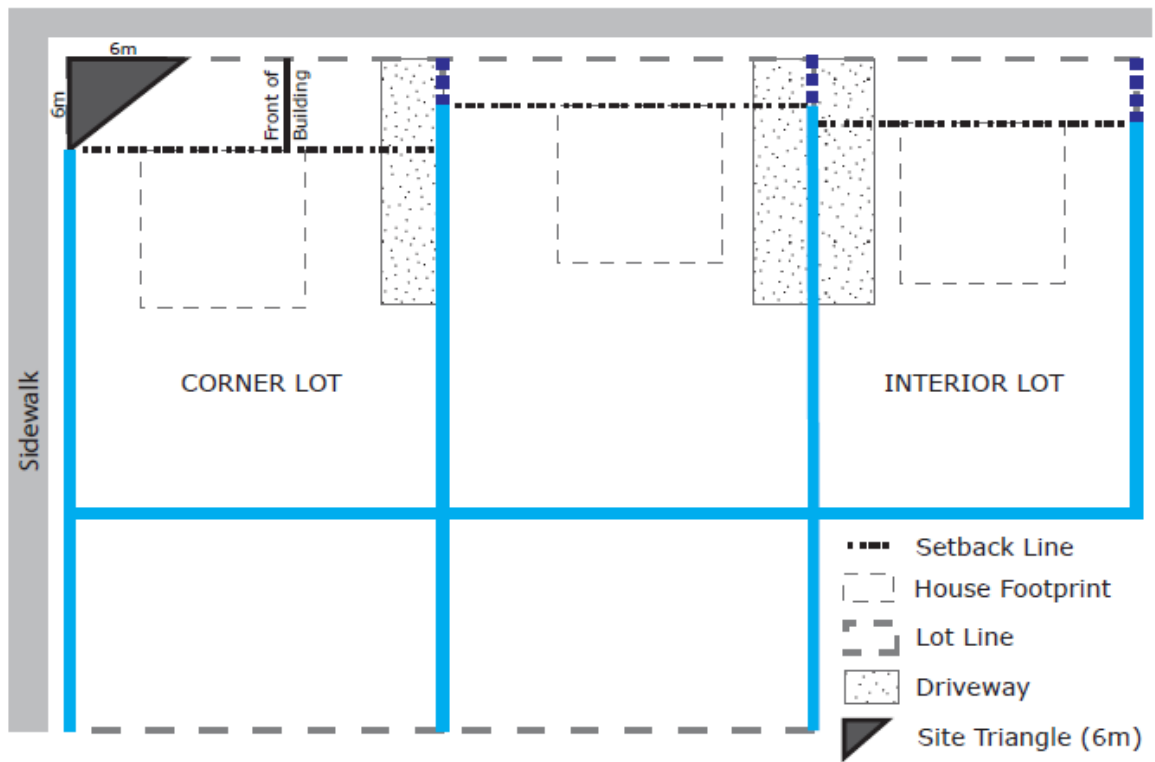 6m
6m
Front of
Building
Sidewalk
CORNER LOT
INTERIOR LOT
Setback Line
House Footprint
Lot Line
Driveway
Site Triangle (6m)